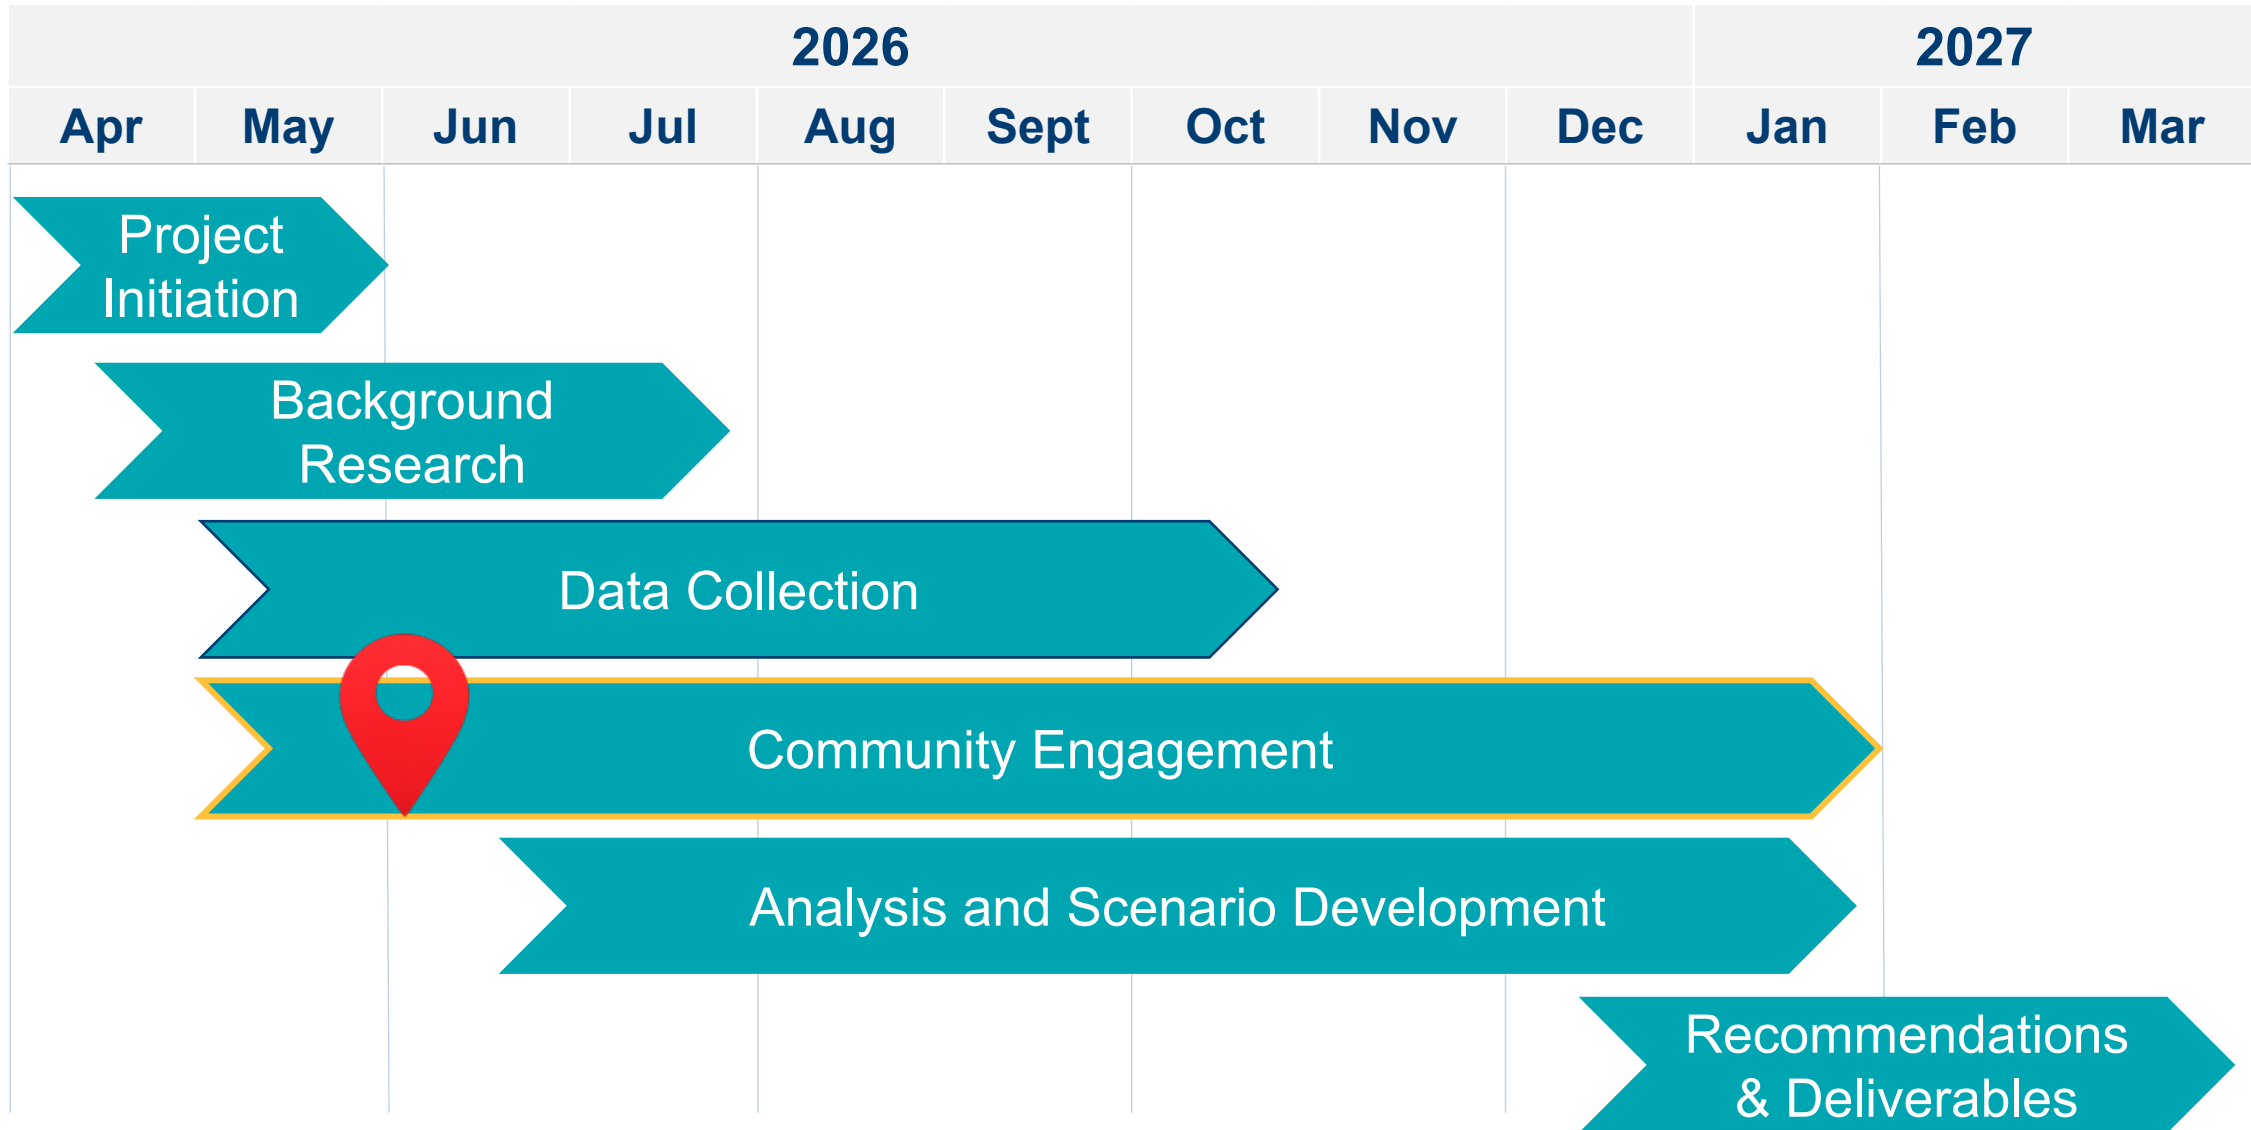 2026 2027
Apr May Jun Jul Aug Sept Oct Nov Dec Jan Feb Mar
Project
Initiation
Background
Research
Data Collection
Community Engagement
Analysis and Scenario Development
Recommendations
& Deliverables